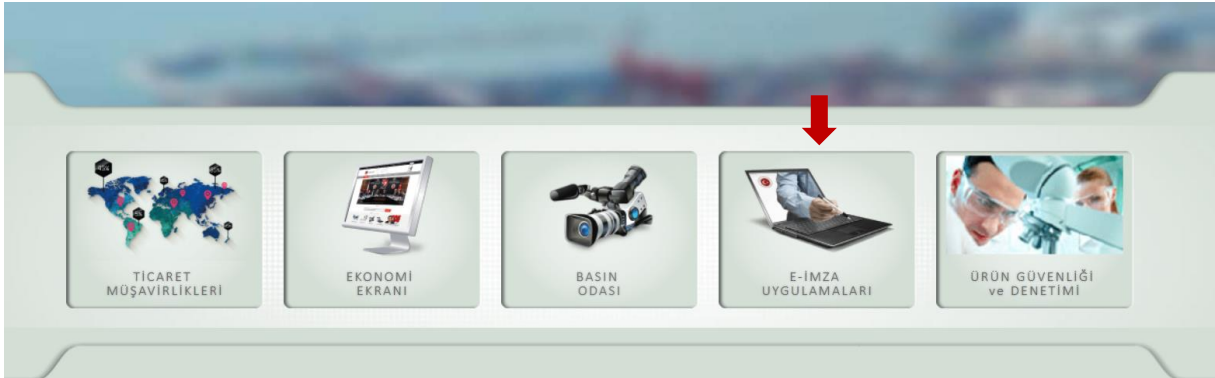 TİCARET
MÜŞAVİRLİKLERİ
EKONOMİ
EKRANI
BASIN
ODASI
E-İMZA
UYGULAMALARI
ÜRÜN GÜVENLİĞİ
ve DENETİMİ